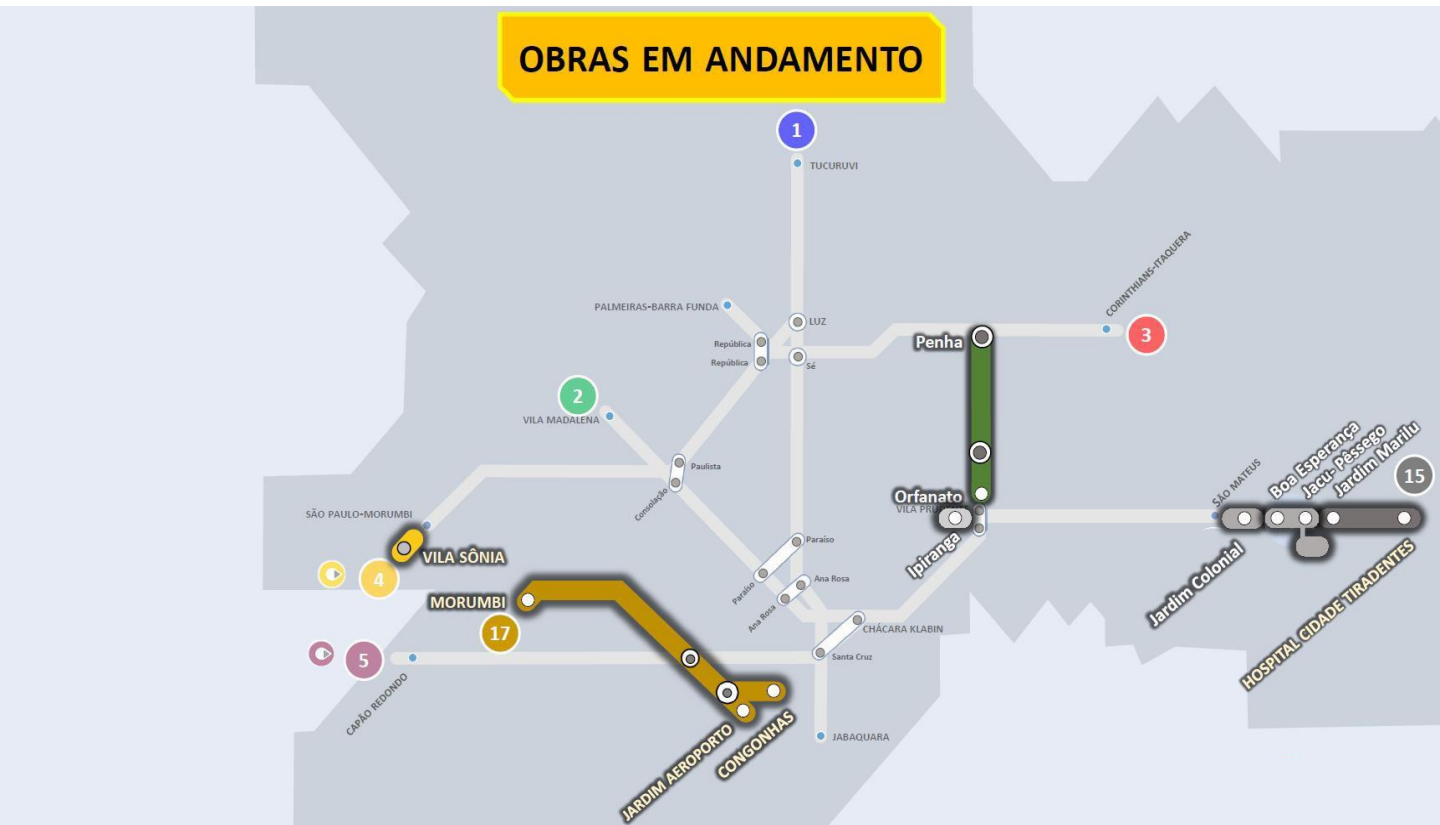 OBRAS EM ANDAMENTO
1
TUCURUVI
CORINTHIANS-ITAQUERA
PALMEIRAS-BARRA FUNDA
LUZ
3
República
Penha
República
Sé
2
VILA MADALENA
Paulista
Consolação
Boa Esperança
Jacu- Pêssego
Jardim Marilu
15
SÃO MATEUS
Orfanato
VILA PRUDENTE
SÃO PAULO-MORUMBI
Ipiranga
VILA SÔNIA
Paraíso
Paraíso
Ana Rosa
Ana Rosa
4
Jardim Colonial
HOSPITAL CIDADE TIRADENTES
MORUMBI
17
CHÁCARA KLABIN
5
Santa Cruz
CAPÃO REDONDO
JARDIM AEROPORTO
CONGONHAS
JABAQUARA